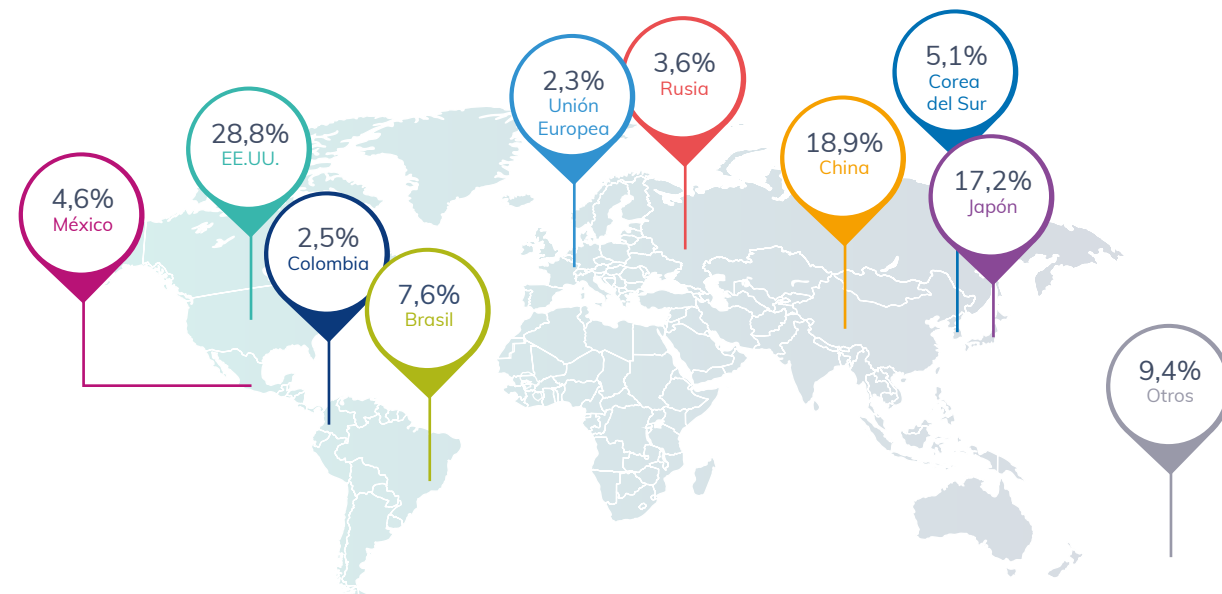 4,6%
México
28,8%
EE.UU.
2,5%
Colombia
7,6%
Brasil
2,3%
Unión
Europea
3,6%
Rusia
18,9%
China
5,1%
Corea
del Sur
17,2%
Japón
9,4%
Otros